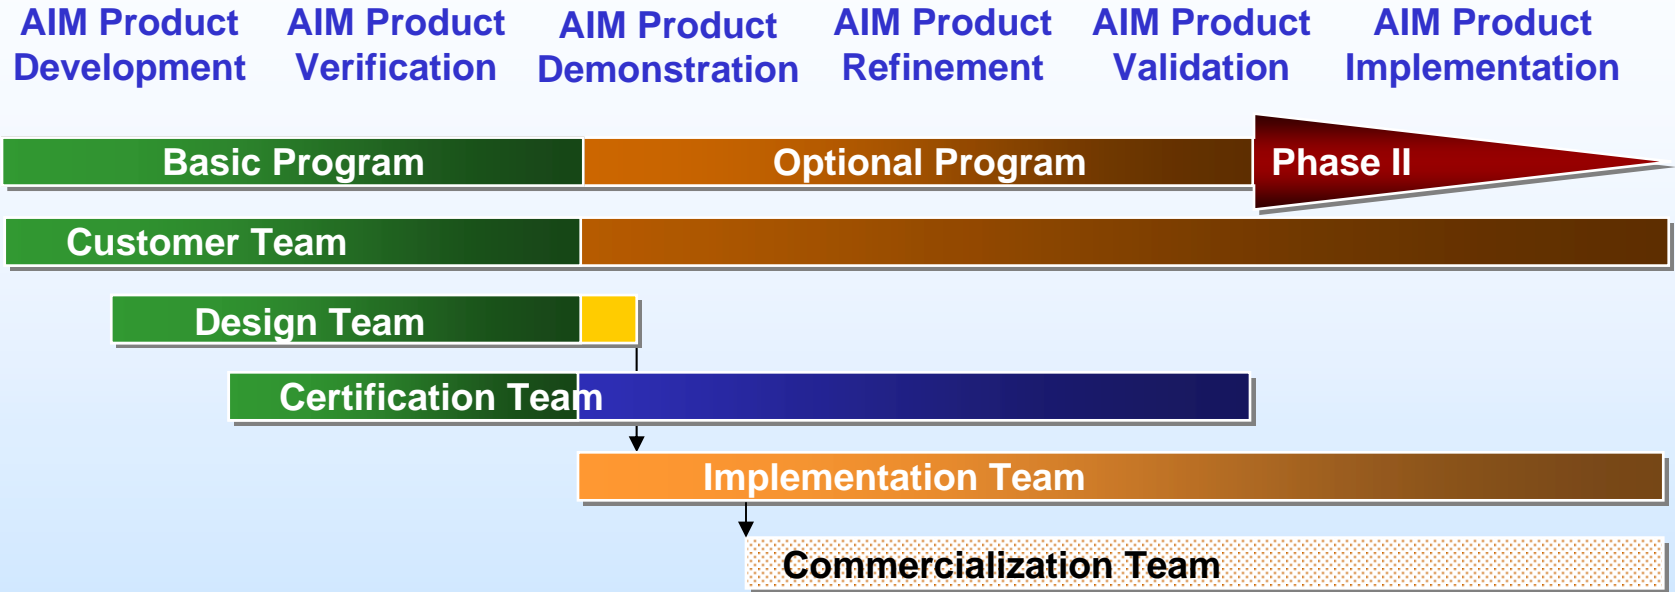 AIM Product
Development
AIM Product
Verification
AIM Product
Demonstration
AIM Product
Refinement
AIM Product
Validation
AIM Product
Implementation
Basic Program
Optional Program
Phase II
Customer Team
Design Team
Certification Team
Implementation Team
Commercialization Team